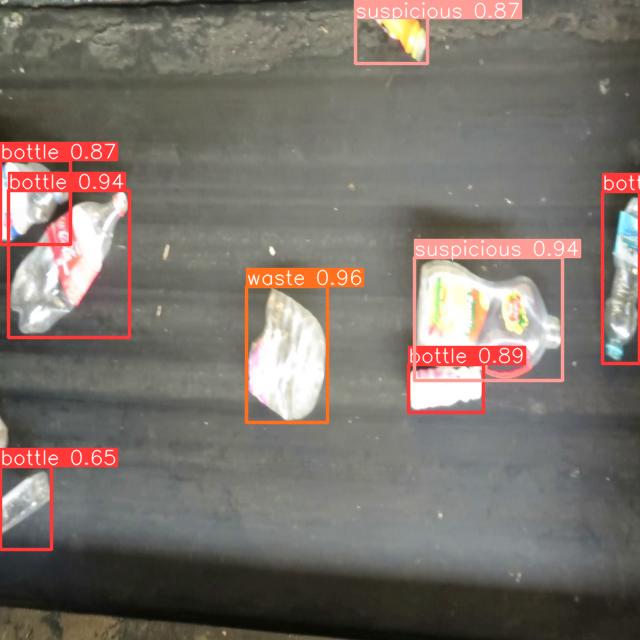 suspicious 0.87
bottle 0.87
bottle 0.94
bott
suspicious 0.94
waste 0.96
bottle 0.89
bottle 0.65